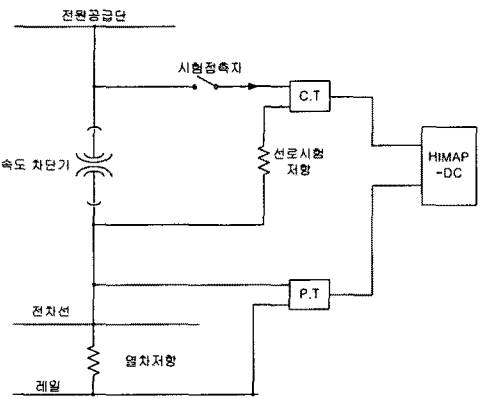 전원공급단
시험접촉자
C.T
속도 차단기
선로시험
저항
HIMAP
-DC
P.T
전차선
열차저항
레일